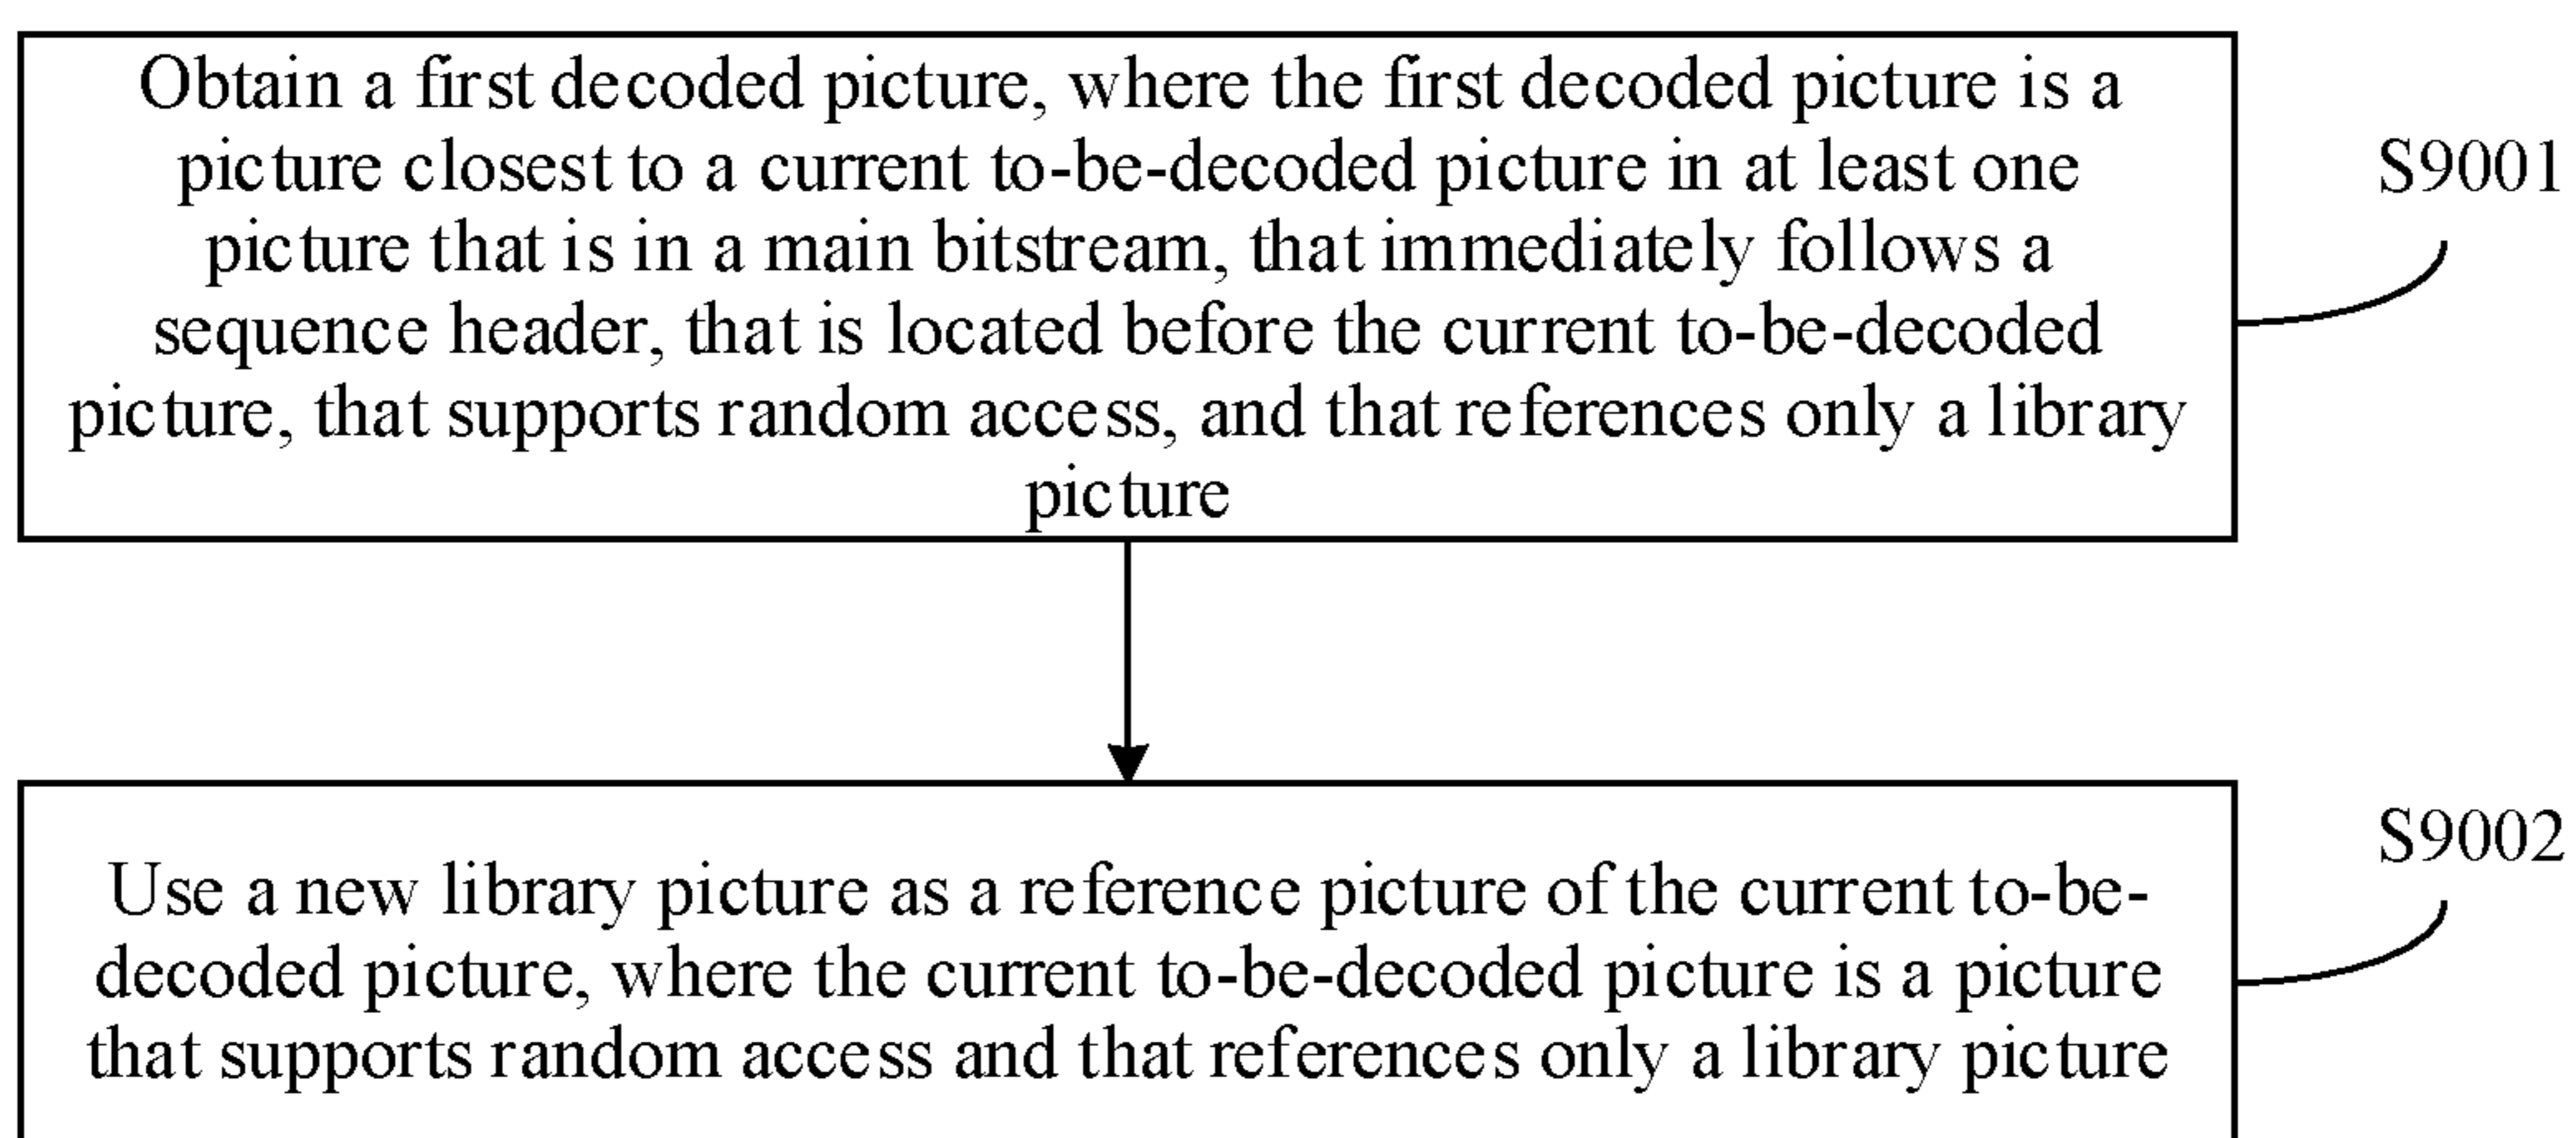 Obtain a first decoded picture, where the first decoded picture is a
picture closest to a current to-be-decoded picture in at least one
picture that is in a main bitstream, that immediately follows a
sequence header, that is located before the current to-be-decoded
picture, that supports random access, and that references only a library
picture
S9001
Use a new library picture as a reference picture of the current to-be-
decoded picture, where the current to-be-decoded picture is a picture
that supports random access and that references only a library picture
S9002